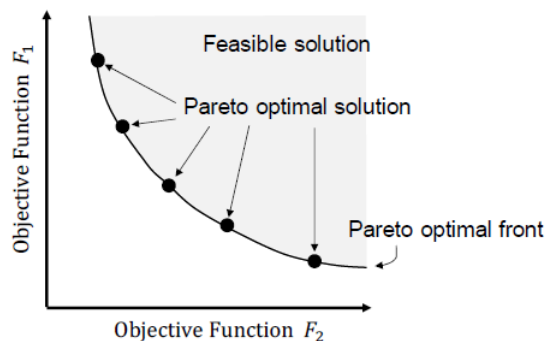 Feasible solution
Pareto optimal solution
Pareto optimal front
Objective Function F₁
Objective Function F₂